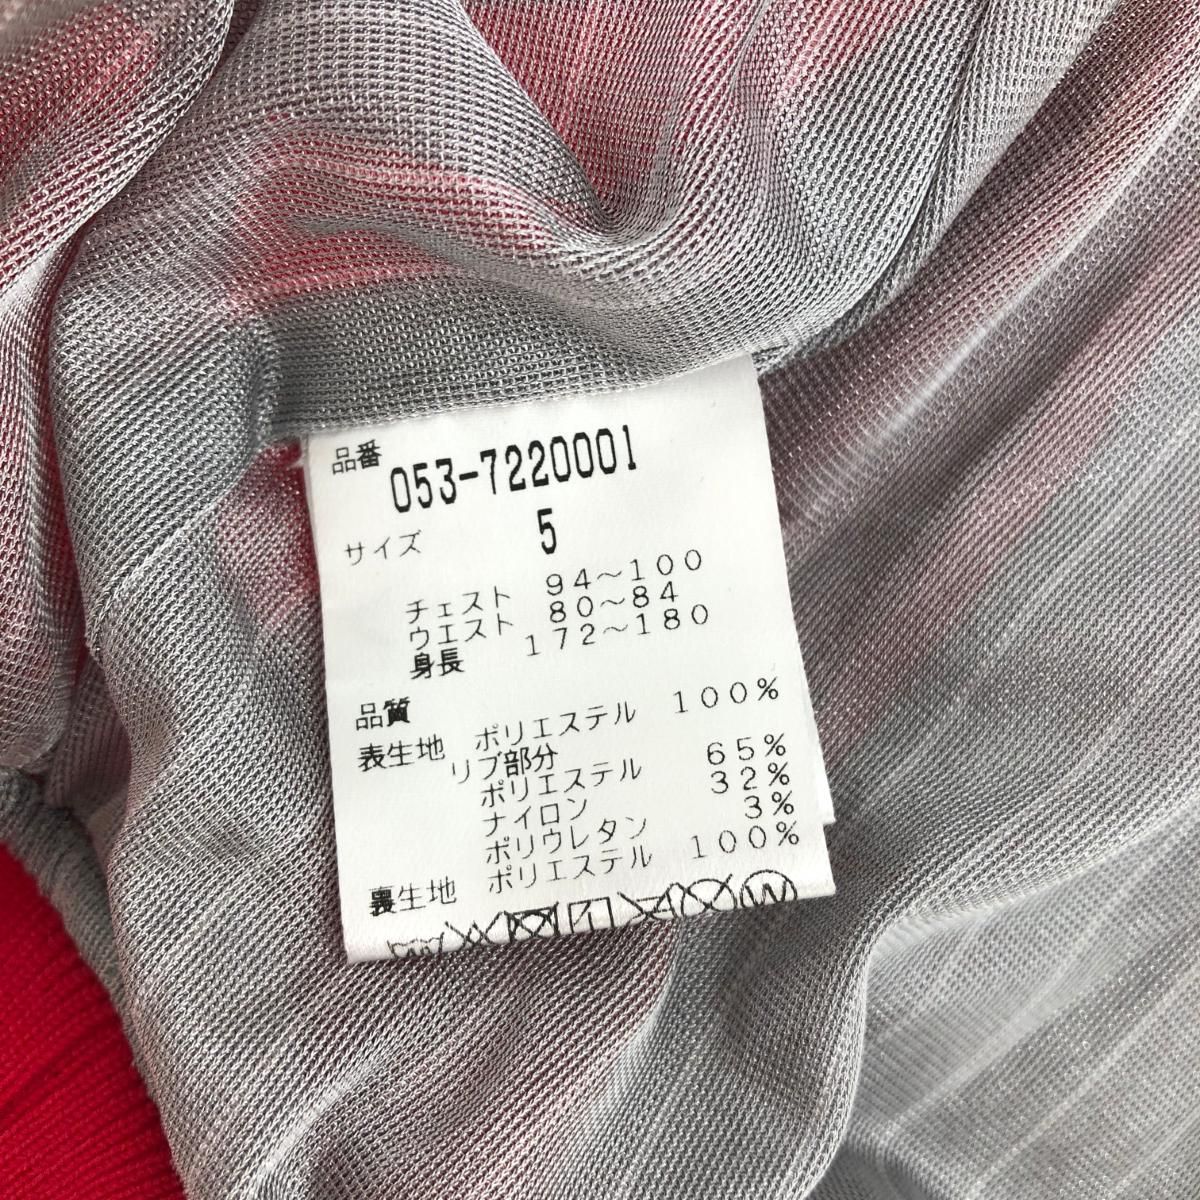 品番
053-7220001
サイズ 5
チェスト 94～100
ウエスト 80～84
身長 172～180
品質
表生地 ポリエステル 100%
リブ部分
ポリエステル 65%
ナイロン 32%
ポリウレタン 3%
裏生地 ポリエステル 100%